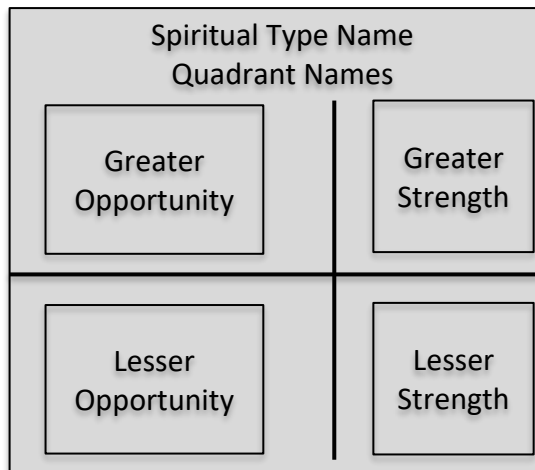 Spiritual Type Name
Quadrant Names
Greater
Opportunity
Greater
Strength
Lesser
Opportunity
Lesser
Strength